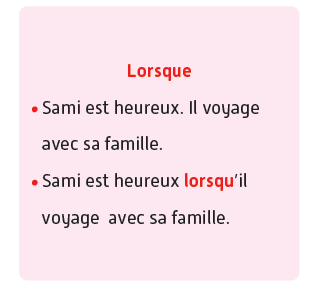 Lorsque
• Sami est heureux. Il voyage
avec sa famille.
• Sami est heureux lorsqu'il
voyage  avec sa famille.